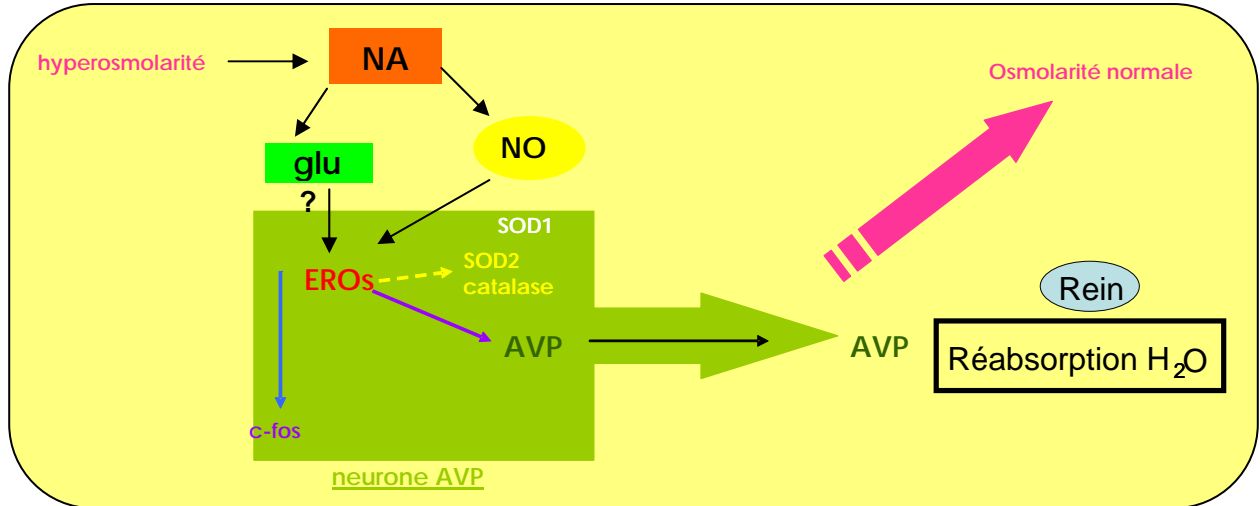 hyperosmolarité
NA
Osmolarité normale
glu
NO
?
SOD1
EROs
SOD2
catalase
Rein
AVP
AVP
Réabsorption H₂O
c-fos
neurone AVP